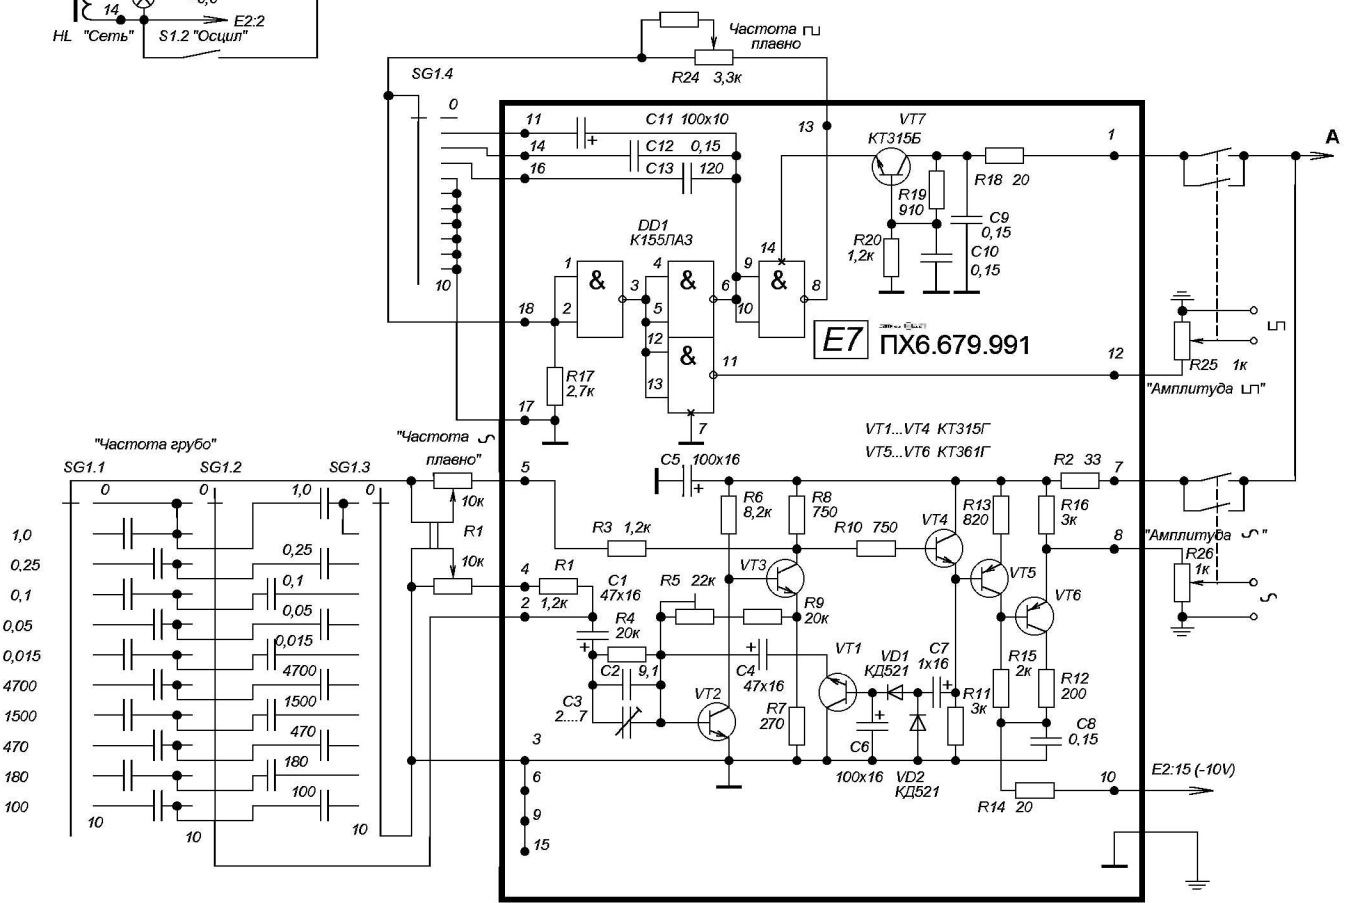 14
E2:2
HL "Сеть" S1.2 "Осцил"
Частота
плавно
R24 3,3к
SG1.4
0
11
C11 100х10
13
VT7
КТ315Б
1
А
14
C12 0,15
16
C13 120
R18 20
R19
910
C9
0,15
DD1
К155ЛА3
R20
1,2к
C10
0,15
10
14
1
&
3
4
&
6
9
&
8
18
2
5
10
12
&
11
13
7
E7
ПХ6.679.991
12
R25 1к
"Амплитуда "
R17
2,7к
17
VT1...VT4 КТ315Г
VT5...VT6 КТ361Г
"Частота грубо"
"Частота
плавно"
SG1.1
SG1.2
SG1.3
5
C5 100х16
R2 33
7
0
0
1,0
0
10к
R1
10к
R6
8,2к
R8
750
R13
820
R16
3к
R3 1,2к
R10 750
VT4
8
"Амплитуда "
R26
1к
1,0
0,25
0,25
0,1
0,1
0,05
0,05
0,015
0,015
4700
4700
1500
1500
470
470
180
180
100
100
10
10
10
4
R1
1,2к
2
C1
47х16
R4
20к
R5 22к
VT3
R9
20к
VT5
VT6
C2 9,1
C3
2....7
C4
47х16
VT1
VD1
КД521
C7
1х16
R15
2к
R12
200
VT2
R7
270
R11
3к
C8
0,15
C6
100х16
VD2
КД521
3
6
9
15
R14 20
10
E2:15 (-10V)